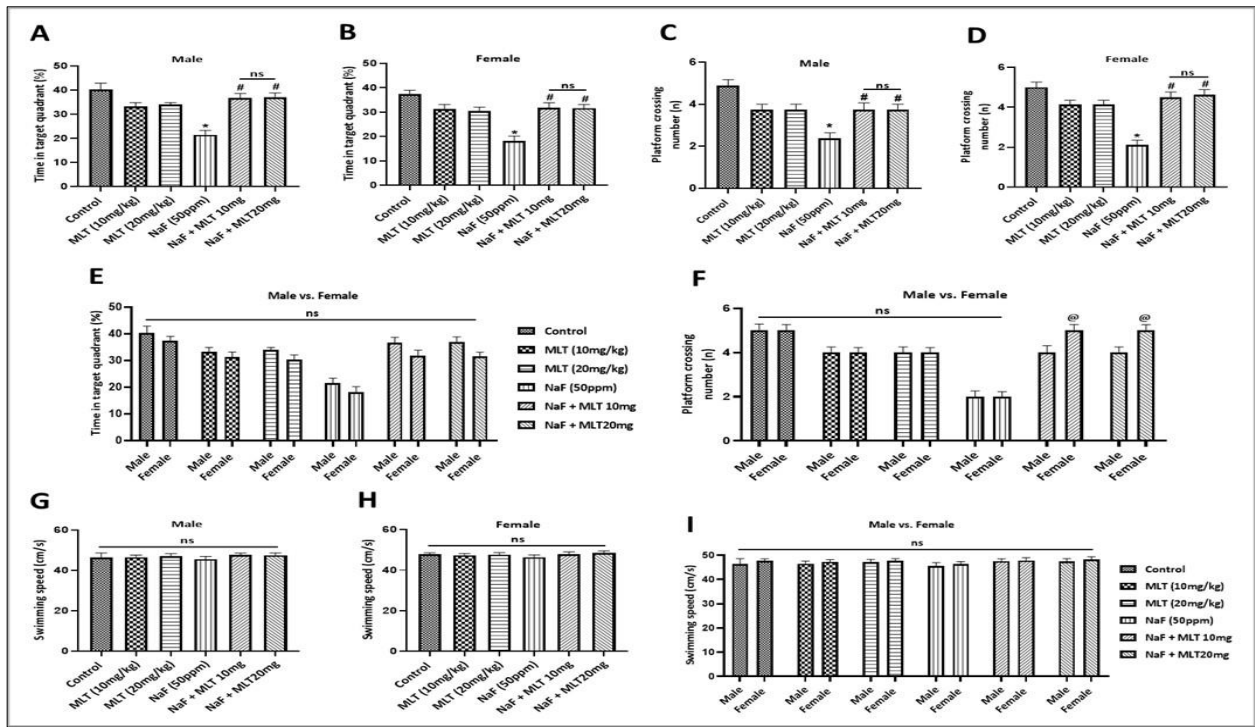 A
Male
Time in target quadrant (%)
50
40
30
20
10
0
ns
#
#
*
Control
MLT (10mg/kg)
MLT (20mg/kg)
NaF (50ppm)
NaF + MLT 10mg
NaF + MLT20mg
B
Female
Time in target quadrant (%)
50
40
30
20
10
0
ns
#
#
*
Control
MLT (10mg/kg)
MLT (20mg/kg)
NaF (50ppm)
NaF + MLT 10mg
NaF + MLT20mg
C
Male
Platform crossing
number (n)
6
4
2
0
ns
#
#
*
Control
MLT (10mg/kg)
MLT (20mg/kg)
NaF (50ppm)
NaF + MLT 10mg
NaF + MLT20mg
D
Female
Platform crossing
number (n)
6
4
2
0
ns
#
#
*
Control
MLT (10mg/kg)
MLT (20mg/kg)
NaF (50ppm)
NaF + MLT 10mg
NaF + MLT20mg
E
Male vs. Female
ns
Time in target quadrant (%)
50
40
30
20
10
0
Male
Female
Male
Female
Male
Female
Male
Female
Male
Female
Male
Female
Control
MLT (10mg/kg)
MLT (20mg/kg)
NaF (50ppm)
NaF + MLT 10mg
NaF + MLT20mg
F
Male vs. Female
ns
@
@
Platform crossing
number (n)
6
4
2
0
Male
Female
Male
Female
Male
Female
Male
Female
Male
Female
Male
Female
G
Male
ns
Swimming speed (cm/s)
60
40
20
0
Control
MLT (10mg/kg)
MLT (20mg/kg)
NaF (50ppm)
NaF + MLT 10mg
NaF + MLT20mg
H
Female
ns
Swimming speed (cm/s)
60
40
20
0
Control
MLT (10mg/kg)
MLT (20mg/kg)
NaF (50ppm)
NaF + MLT 10mg
NaF + MLT20mg
I
Male vs. Female
ns
Swimming speed (cm/s)
60
50
40
30
20
10
0
Male
Female
Male
Female
Male
Female
Male
Female
Male
Female
Male
Female
Control
MLT (10mg/kg)
MLT (20mg/kg)
NaF (50ppm)
NaF + MLT 10mg
NaF + MLT20mg